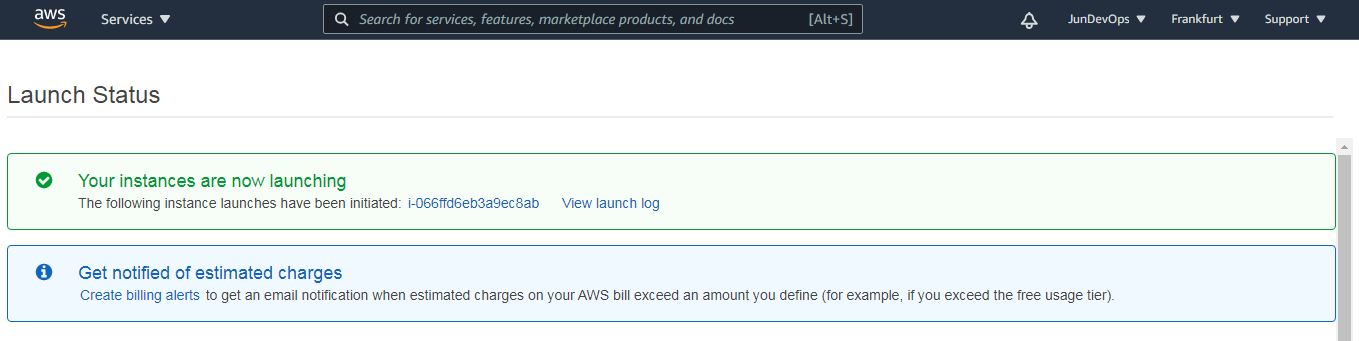 aws Services Search for services, features, marketplace products, and docs [Alt+S] JunDevOps Frankfurt Support
Launch Status
Your instances are now launching
The following instance launches have been initiated: i-066ffd6eb3a9ec8ab View launch log
Get notified of estimated charges
Create billing alerts to get an email notification when estimated charges on your AWS bill exceed an amount you define (for example, if you exceed the free usage tier).